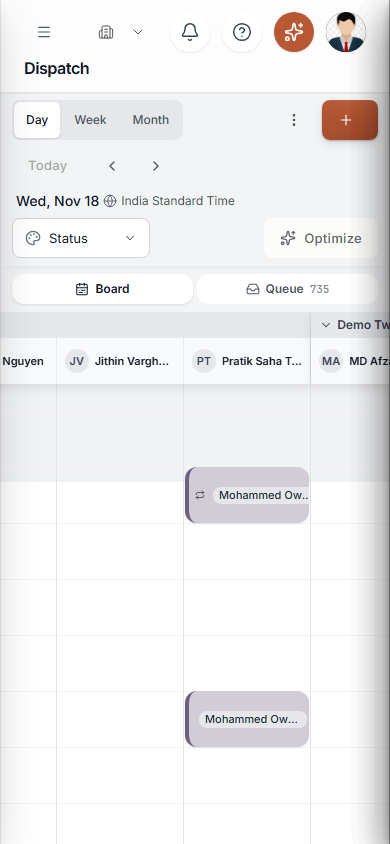 Dispatch
Day Week Month
Today
Wed, Nov 18 India Standard Time
Status Optimize
Board Queue 735
Demo Tw
Nguyen JV Jithin Vargh... PT Pratik Saha T... MA MD Afz
Mohammed Ow...
Mohammed Ow...